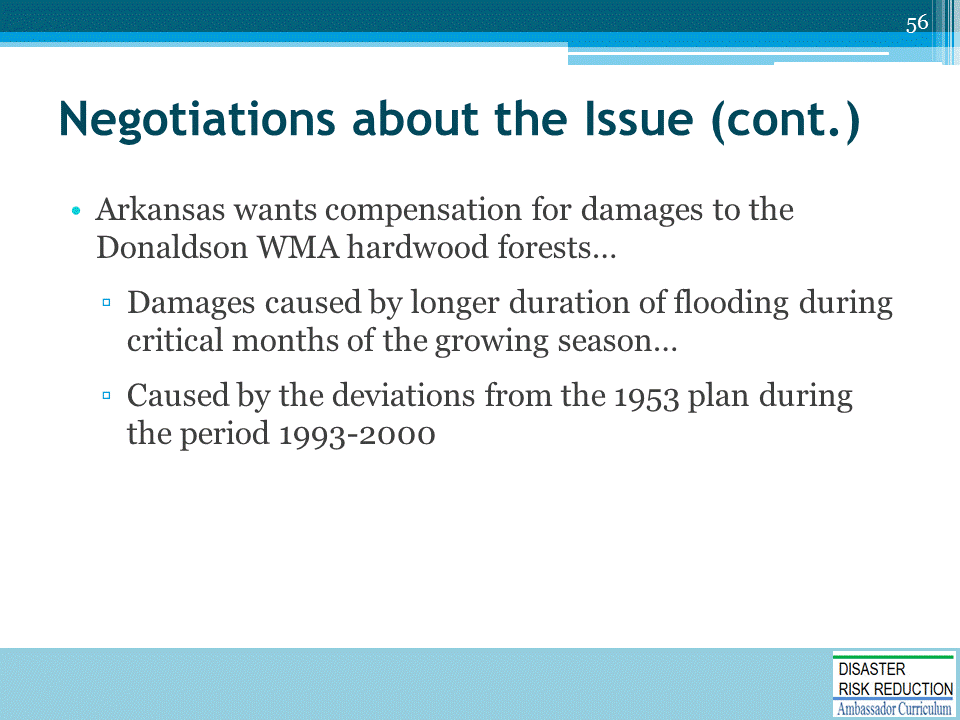 56
Negotiations about the Issue (cont.)
• Arkansas wants compensation for damages to the
Donaldson WMA hardwood forests…
▫ Damages caused by longer duration of flooding during
critical months of the growing season…
▫ Caused by the deviations from the 1953 plan during
the period 1993-2000
DISASTER
RISK REDUCTION
Ambassador Curriculum